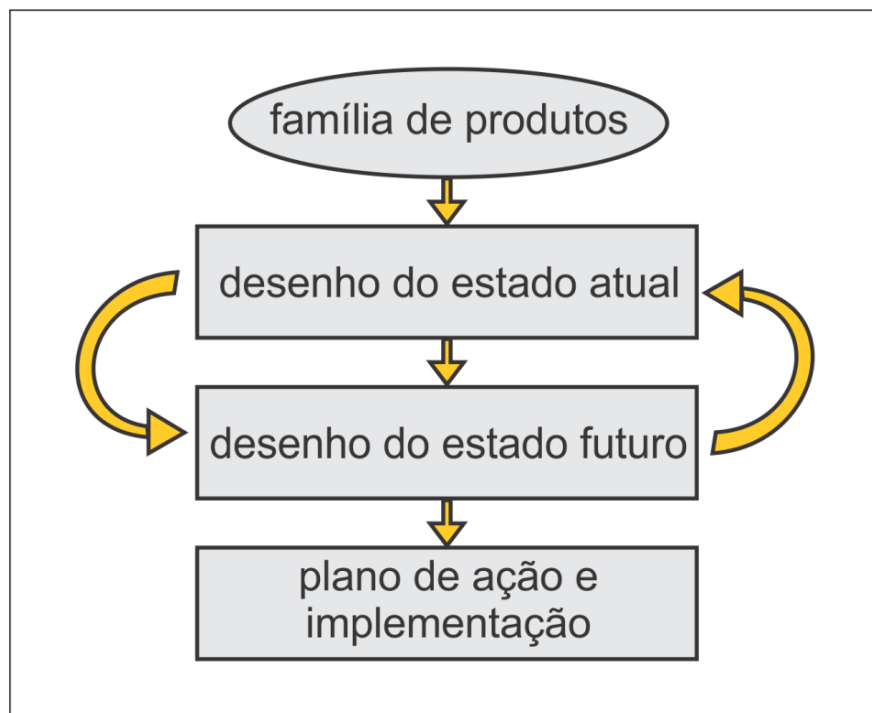 família de produtos
desenho do estado atual
desenho do estado futuro
plano de ação e
implementação